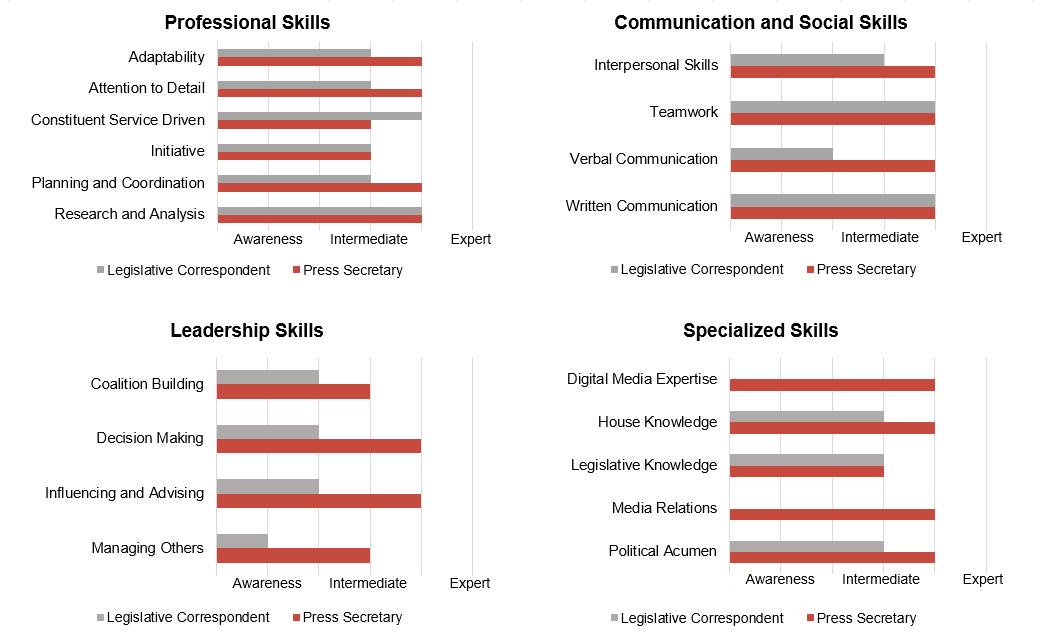 Professional Skills
Adaptability
Attention to Detail
Constituent Service Driven
Initiative
Planning and Coordination
Research and Analysis
Awareness Intermediate Expert
Legislative Correspondent Press Secretary
Communication and Social Skills
Interpersonal Skills
Teamwork
Verbal Communication
Written Communication
Awareness Intermediate Expert
Legislative Correspondent Press Secretary
Leadership Skills
Coalition Building
Decision Making
Influencing and Advising
Managing Others
Awareness Intermediate Expert
Legislative Correspondent Press Secretary
Specialized Skills
Digital Media Expertise
House Knowledge
Legislative Knowledge
Media Relations
Political Acumen
Awareness Intermediate Expert
Legislative Correspondent Press Secretary